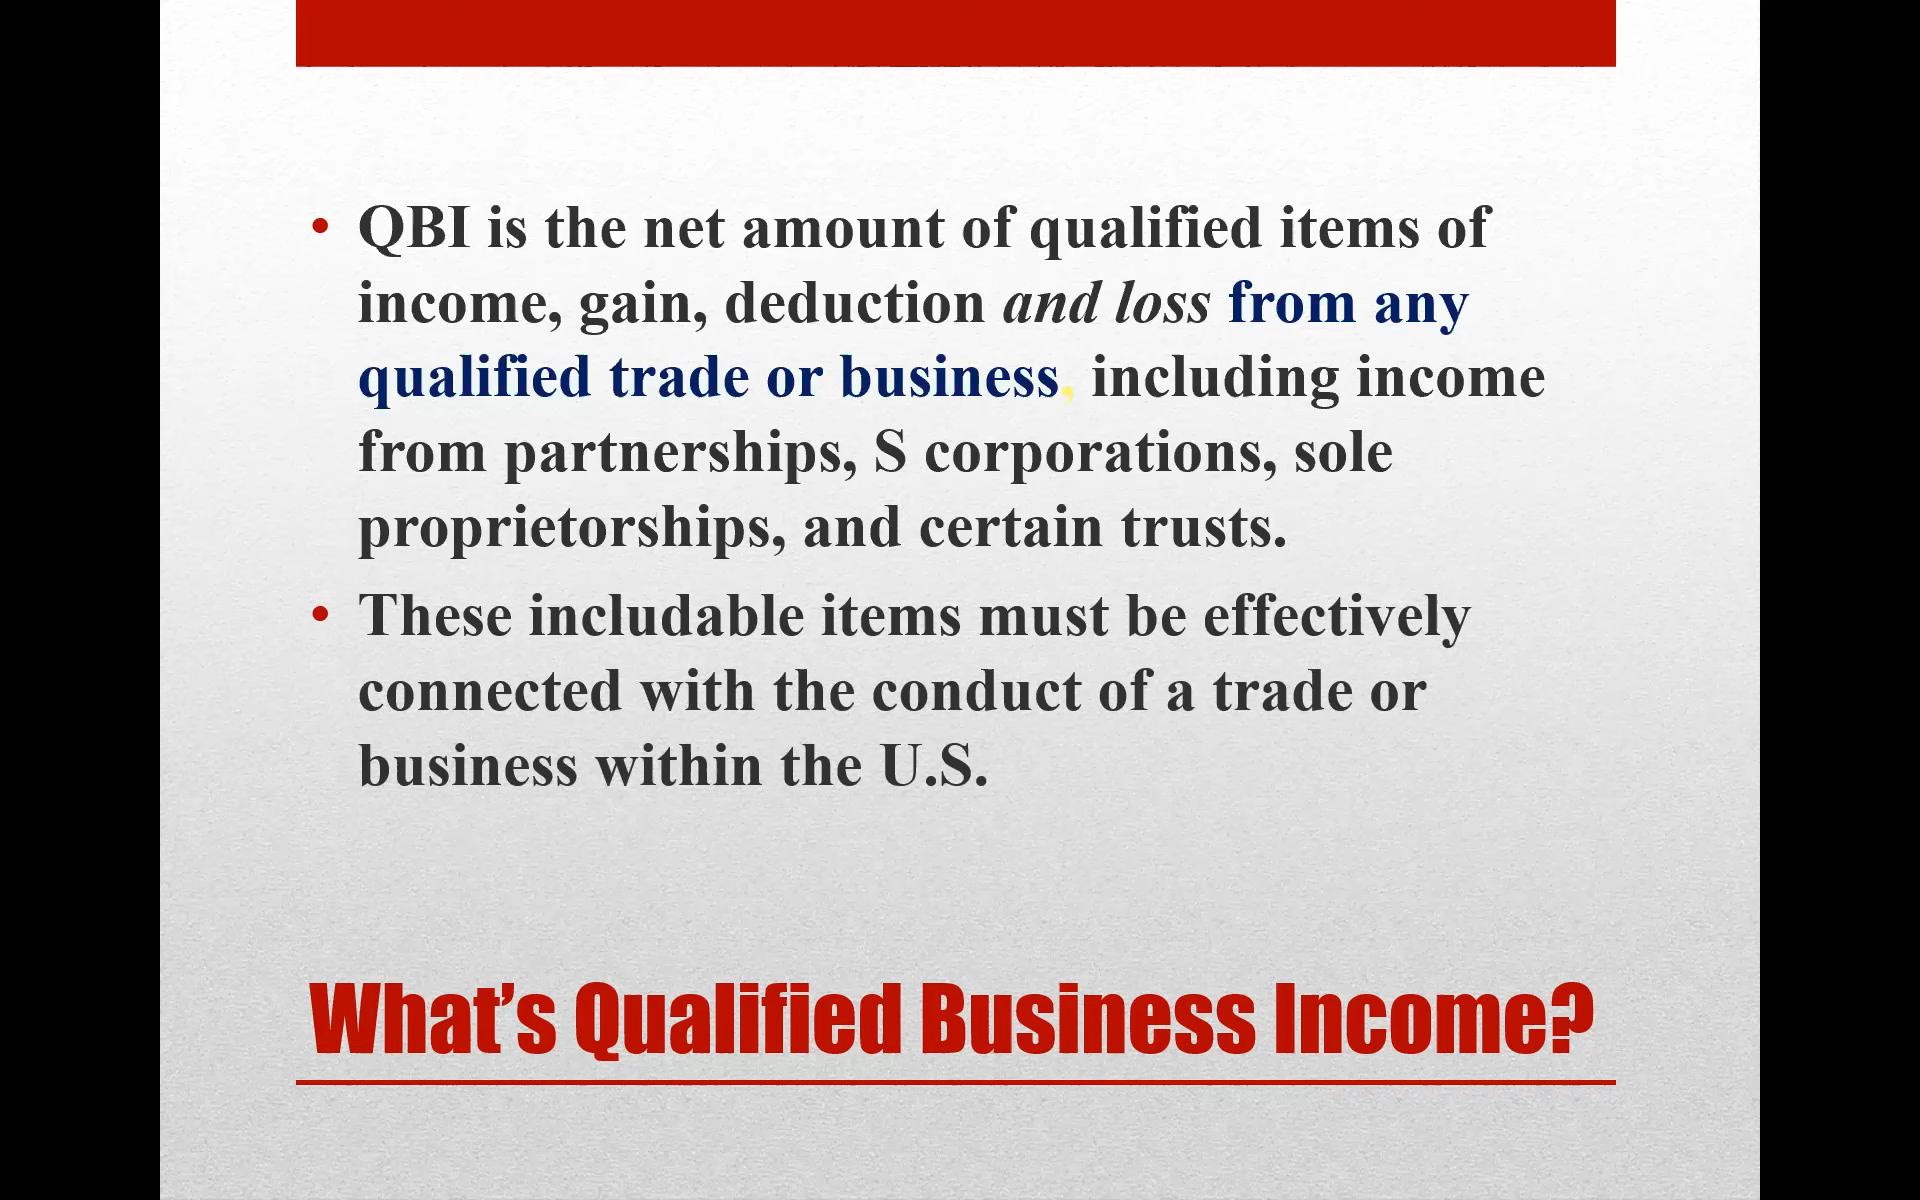 • QBI is the net amount of qualified items of
income, gain, deduction and loss from any
qualified trade or business, including income
from partnerships, S corporations, sole
proprietorships, and certain trusts.
• These includable items must be effectively
connected with the conduct of a trade or
business within the U.S.
What’s Qualified Business Income?